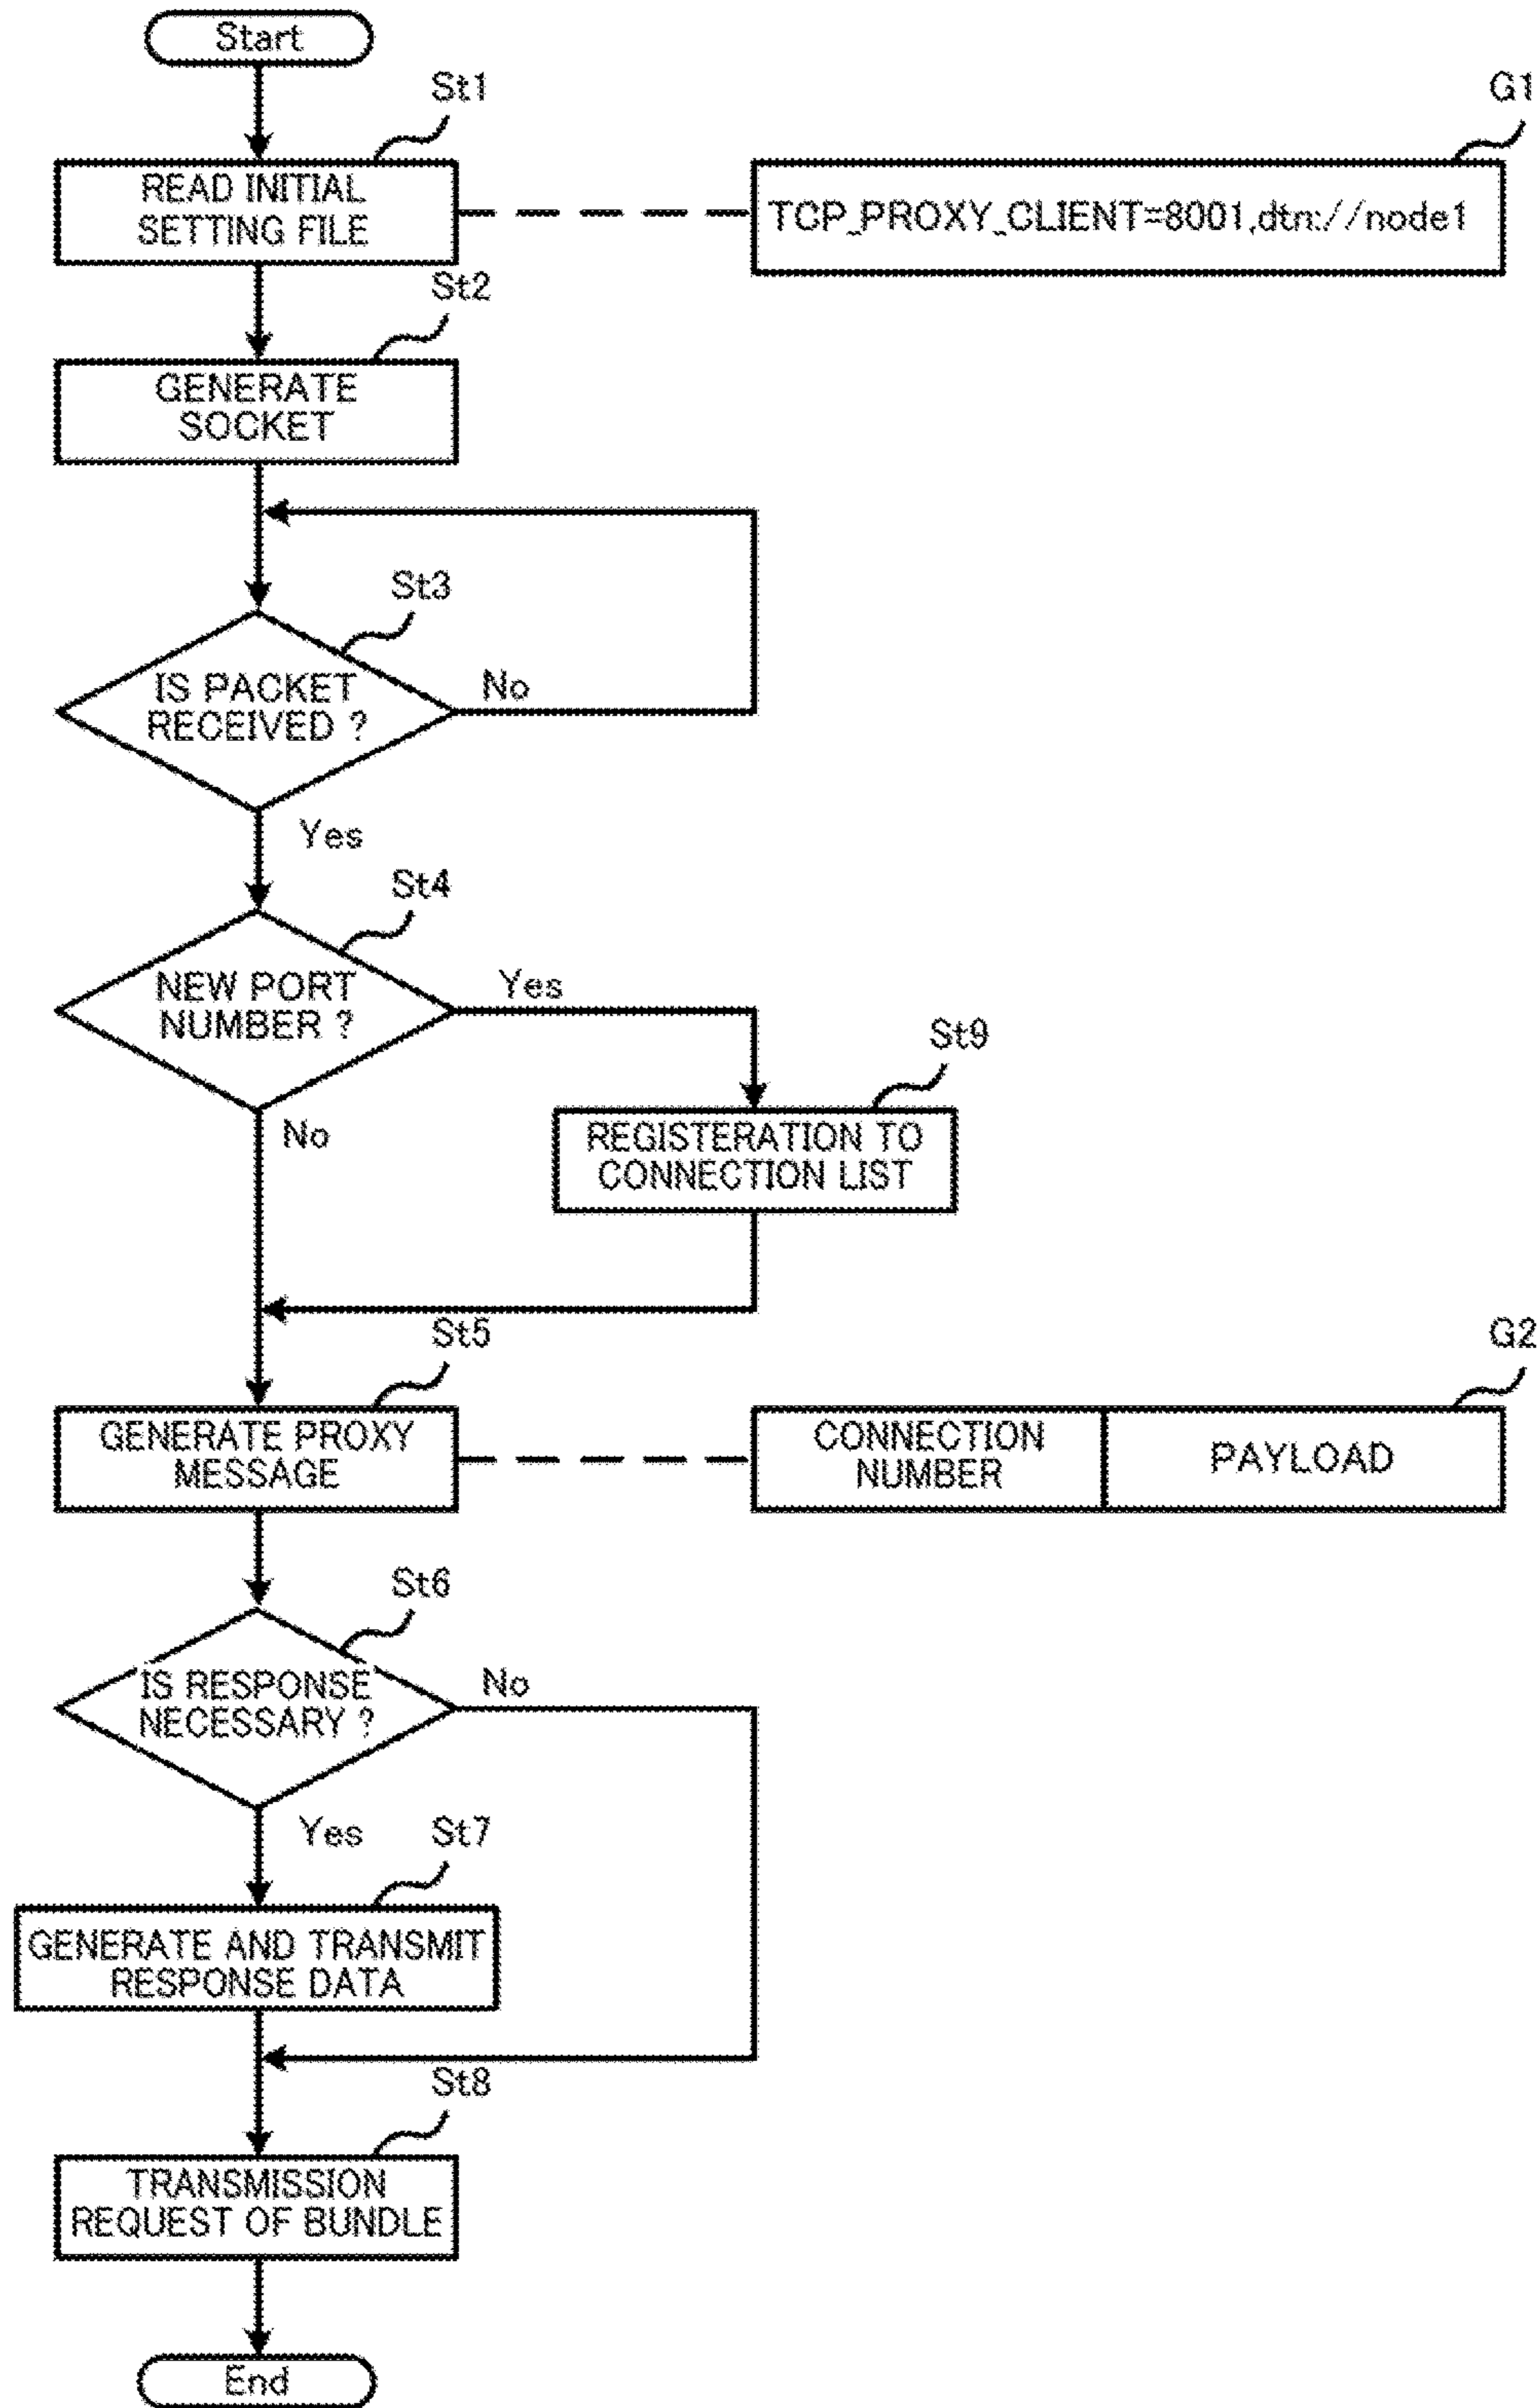 Start
St1
G1
READ INITIAL
SETTING FILE
TCP_PROXY_CLIENT=8001,dtn://node1
St2
GENERATE
SOCKET
St3
IS PACKET
RECEIVED ?
No
Yes
St4
NEW PORT
NUMBER ?
Yes
No
St9
REGISTERATION TO
CONNECTION LIST
St5
G2
GENERATE PROXY
MESSAGE
CONNECTION
NUMBER
PAYLOAD
St6
IS RESPONSE
NECESSARY ?
No
Yes
St7
GENERATE AND TRANSMIT
RESPONSE DATA
St8
TRANSMISSION
REQUEST OF BUNDLE
End